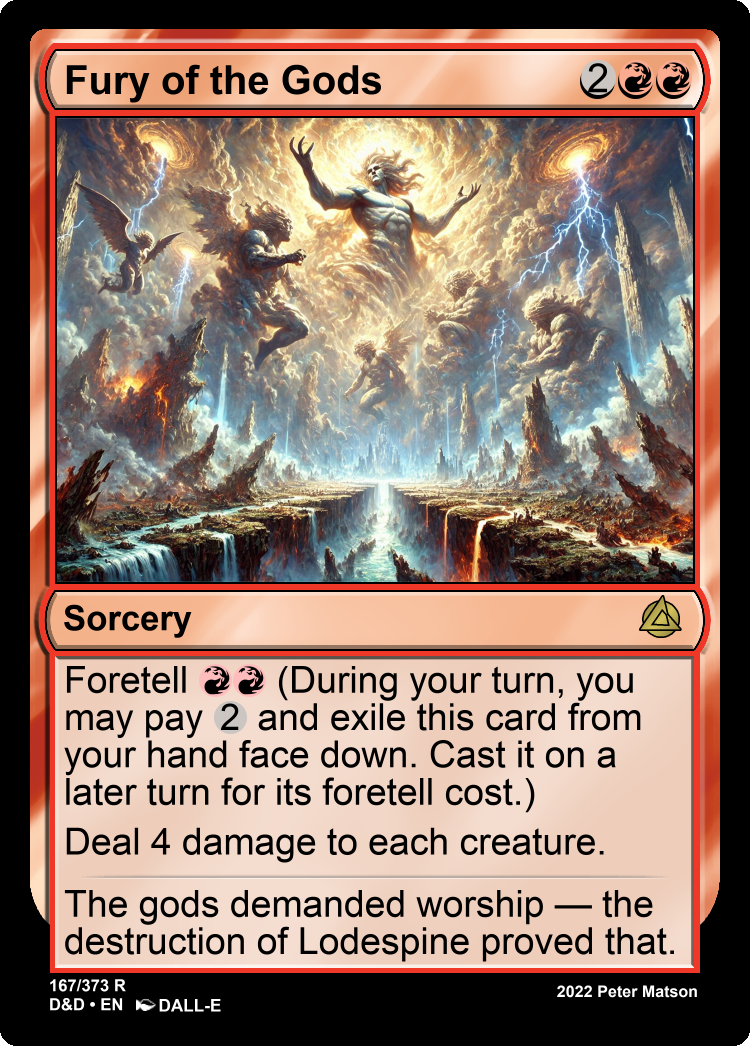 Fury of the Gods 2
Sorcery
Foretell (During your turn, you
may pay 2 and exile this card from
your hand face down. Cast it on a
later turn for its foretell cost.)
Deal 4 damage to each creature.
The gods demanded worship — the
destruction of Lodespine proved that.
167/373 R
D&D • EN DALL-E
2022 Peter Matson